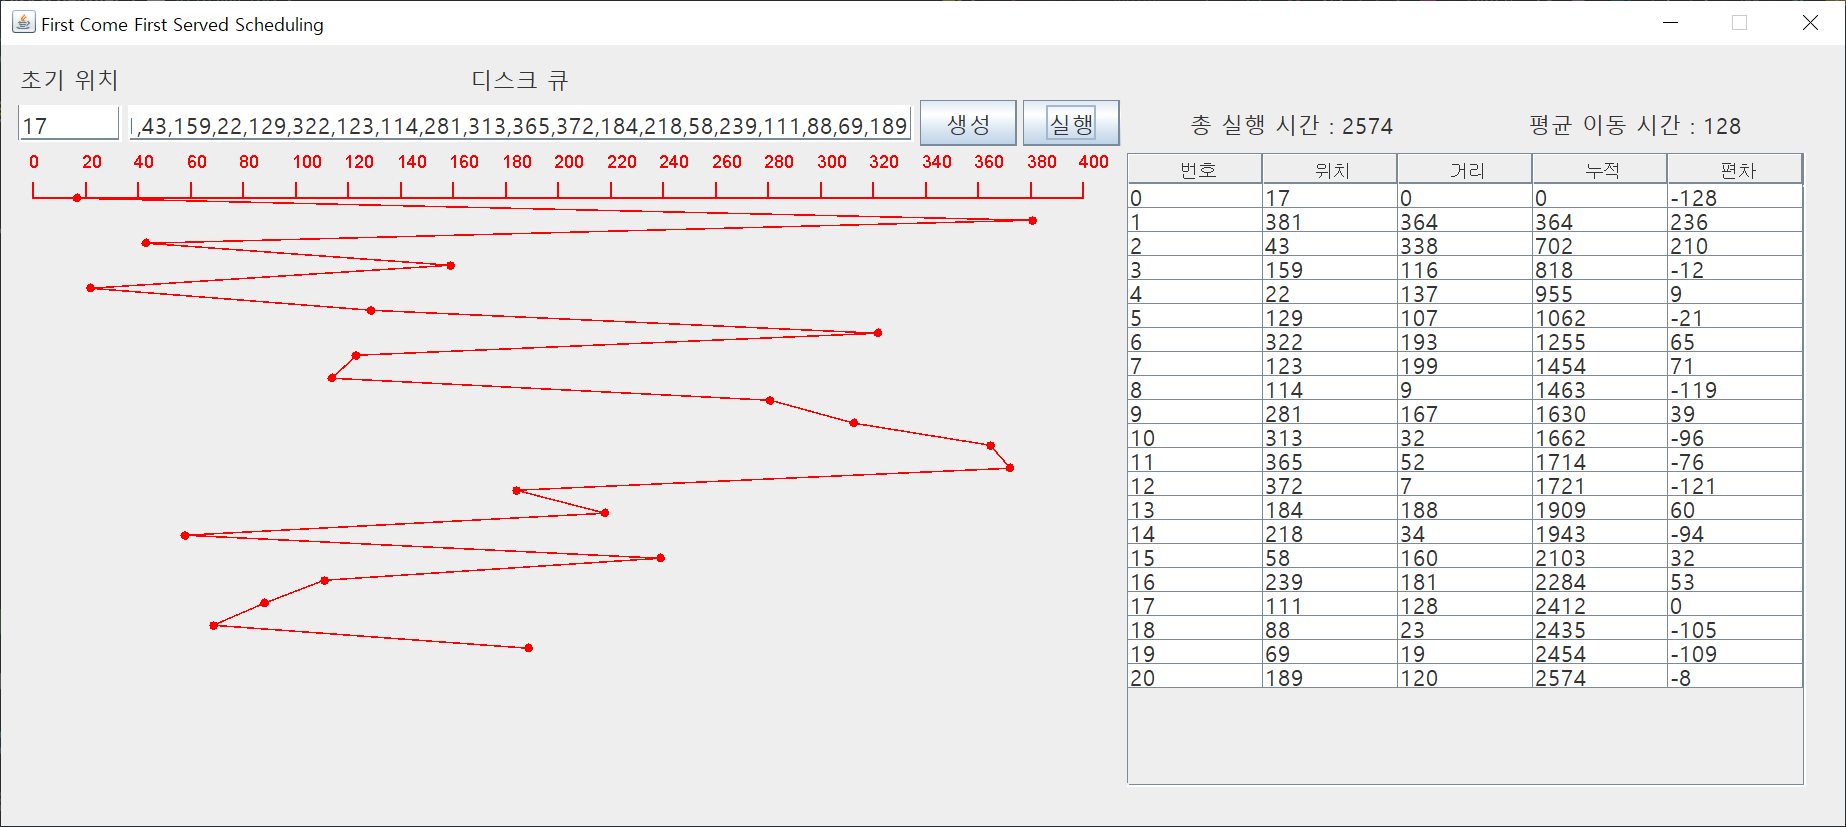 First Come First Served Scheduling
초기 위치 디스크 큐
17 ,43,159,22,129,322,123,114,281,313,365,372,184,218,58,239,111,88,69,189 생성 실행 총 실행 시간 : 2574 평균 이동 시간 : 128
0 20 40 60 80 100 120 140 160 180 200 220 240 260 280 300 320 340 360 380 400
번호 위치 거리 누적 편차
0 17 0 0 -128
1 381 364 364 236
2 43 338 702 210
3 159 116 818 -12
4 22 137 955 9
5 129 107 1062 -21
6 322 193 1255 65
7 123 199 1454 71
8 114 9 1463 -119
9 281 167 1630 39
10 313 32 1662 -96
11 365 52 1714 -76
12 372 7 1721 -121
13 184 188 1909 60
14 218 34 1943 -94
15 58 160 2103 32
16 239 181 2284 53
17 111 128 2412 0
18 88 23 2435 -105
19 69 19 2454 -109
20 189 120 2574 -8